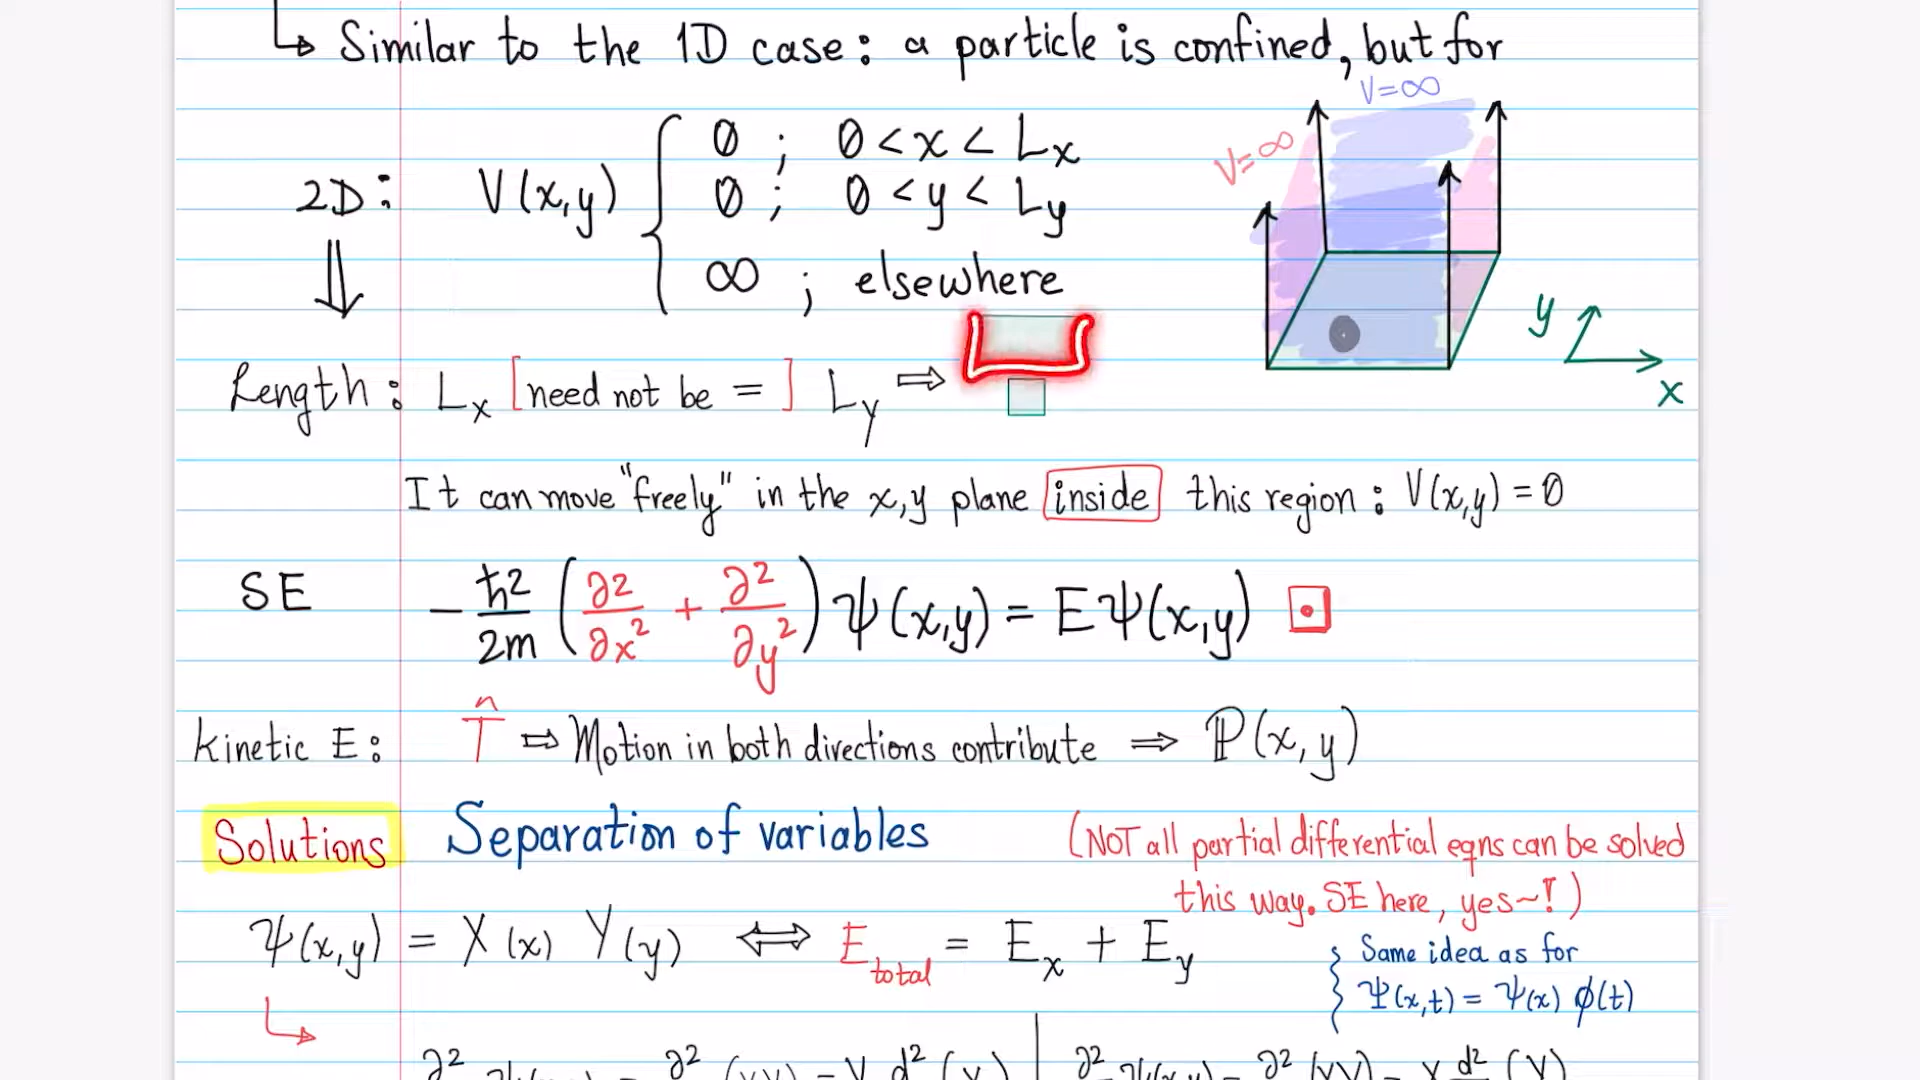 ↳ Similar to the 1D case: a particle is confined, but for
V=∞
V=∞
2D: V(x,y) { 0 ; 0 < x < Lx
0 ; 0 < y < Ly
∞ ; elsewhere
y
x
Length: Lx [need not be = ] Ly ⇒
It can move "freely" in the x,y plane inside this region: V(x,y) = 0
SE -ħ²/2m (∂²/∂x² + ∂²/∂y²) ψ(x,y) = E ψ(x,y)
Kinetic E: T̂ ⇒ Motion in both directions contribute ⇒ ℙ(x,y)
Solutions Separation of variables (NOT all partial differential eqns can be solved
this way. SE here, yes~!)
ψ(x,y) = X(x) Y(y) ⟺ E total = Ex + Ey
Same idea as for
Ψ(x,t) = ψ(x) φ(t)